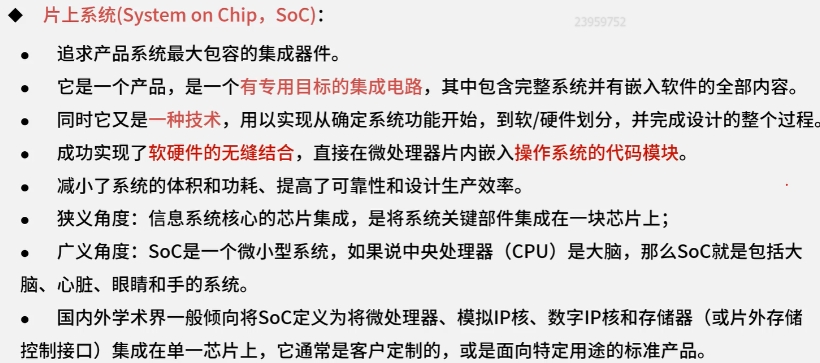 ◆ 片上系统(System on Chip，SoC)：
23959752
● 追求产品系统最大包容的集成器件。
● 它是一个产品，是一个有专用目标的集成电路，其中包含完整系统并有嵌入软件的全部内容。
● 同时它又是一种技术，用以实现从确定系统功能开始，到软/硬件划分，并完成设计的整个过程。
● 成功实现了软硬件的无缝结合，直接在微处理器片内嵌入操作系统的代码模块。
● 减小了系统的体积和功耗、提高了可靠性和设计生产效率。
● 狭义角度：信息系统核心的芯片集成，是将系统关键部件集成在一块芯片上；
● 广义角度：SoC是一个微小型系统，如果说中央处理器（CPU）是大脑，那么SoC就是包括大
脑、心脏、眼睛和手的系统。
● 国内外学术界一般倾向将SoC定义为将微处理器、模拟IP核、数字IP核和存储器（或片外存储
控制接口）集成在单一芯片上，它通常是客户定制的，或是面向特定用途的标准产品。